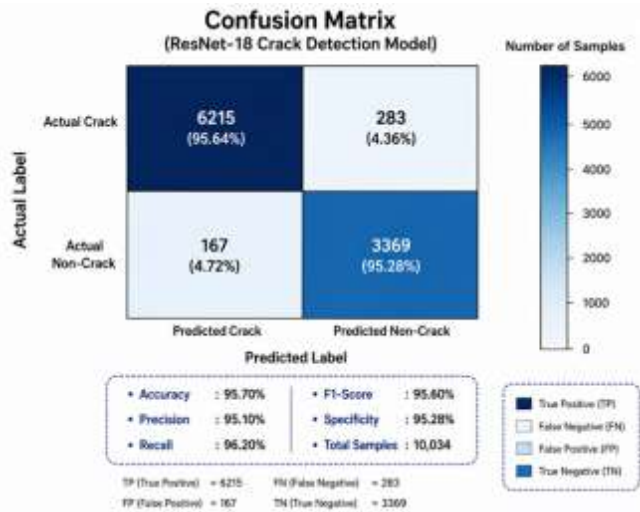 Confusion Matrix
(ResNet-18 Crack Detection Model)
Number of Samples
Actual Label
Actual Crack
6215
(95.64%)
283
(4.36%)
Actual
Non-Crack
167
(4.72%)
3369
(95.28%)
Predicted Crack
Predicted Non-Crack
Predicted Label
6000
5000
4000
3000
2000
1000
0
• Accuracy : 95.70%
• Precision : 95.10%
• Recall : 96.20%
• F1-Score : 95.60%
• Specificity : 95.28%
• Total Samples : 10,034
True Positive (TP)
False Negative (FN)
False Positive (FP)
True Negative (TN)
TP (True Positive) = 6215
FN (False Negative) = 283
FP (False Positive) = 167
TN (True Negative) = 3369